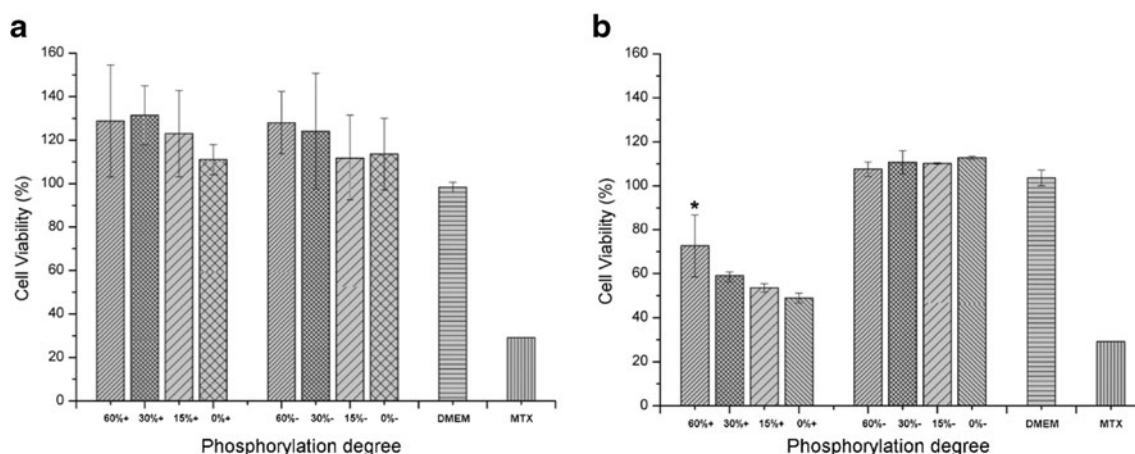 a
160
140
120
100
80
60
40
20
0
Cell Viability (%)
60%+ 30%+ 15%+ 0%+ 60%- 30%- 15%- 0%- DMEM MTX
Phosphorylation degree
b
160
140
120
100
80
60
40
20
0
Cell Viability (%)
*
60%+ 30%+ 15%+ 0%+ 60%- 30%- 15%- 0%- DMEM MTX
Phosphorylation degree